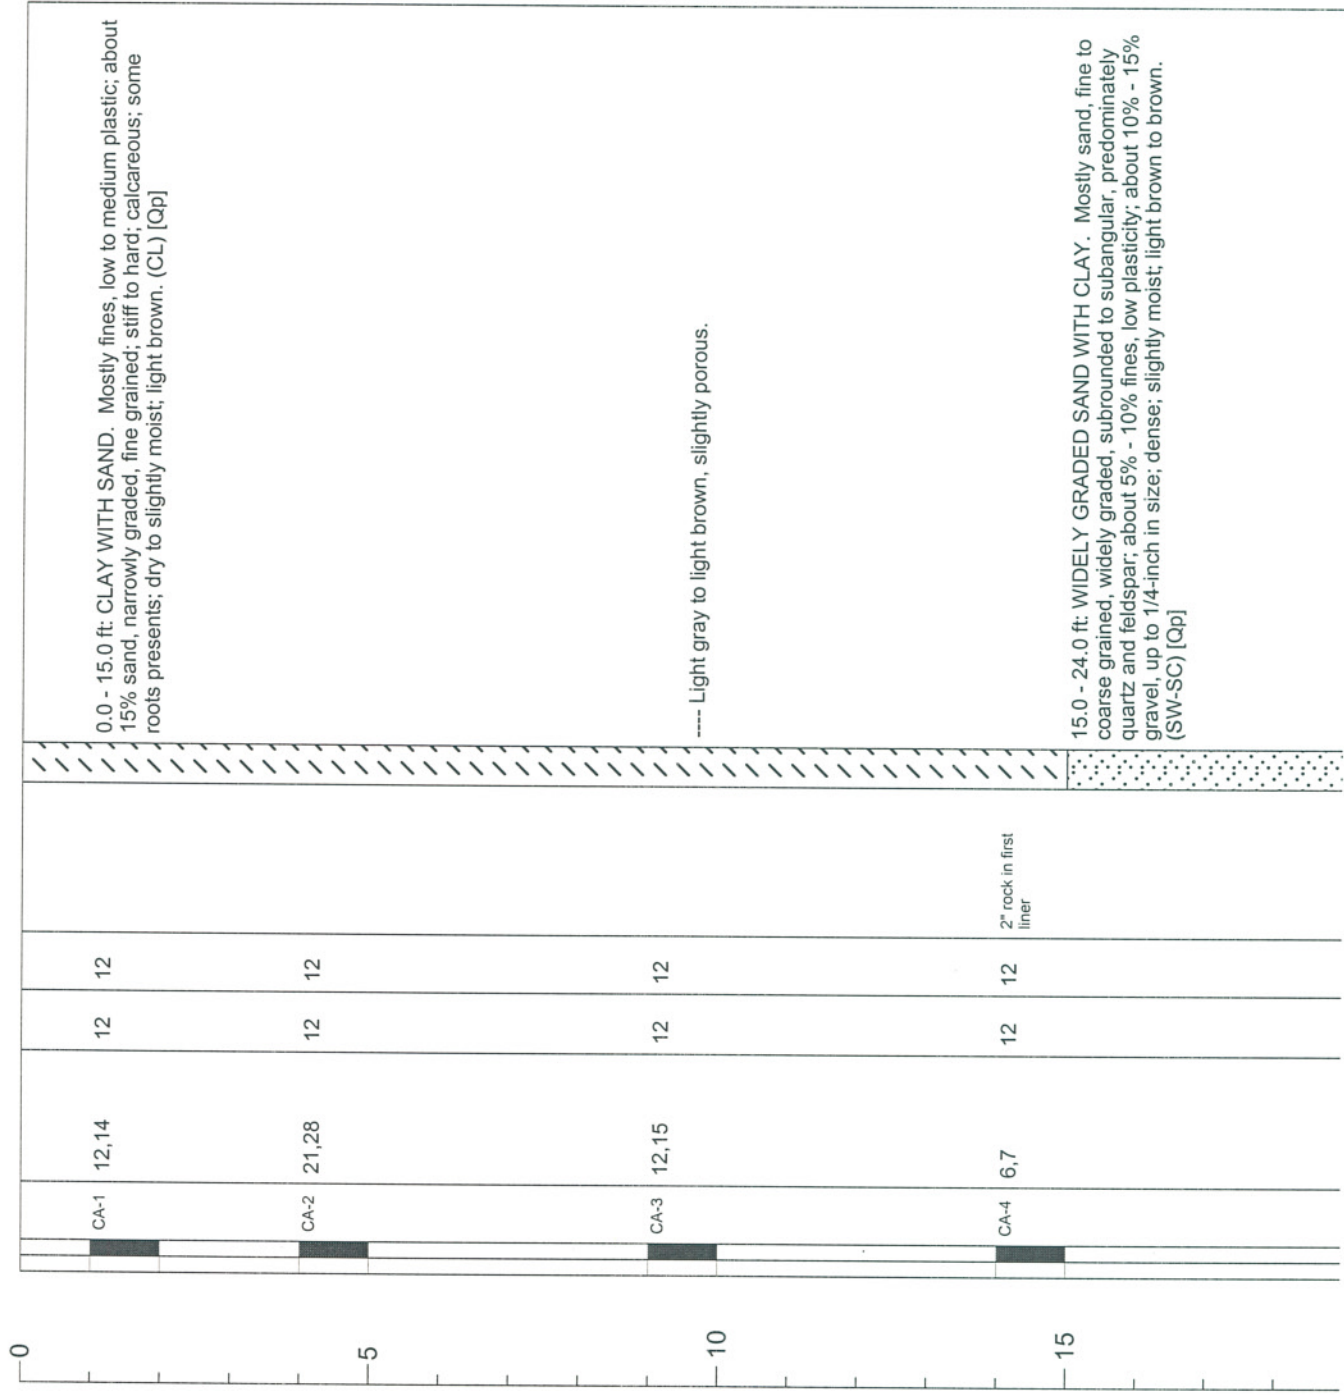 0
5
10
15
CA-1
12,14
12
12
CA-2
21,28
12
12
CA-3
12,15
12
12
CA-4
6,7
12
12
2" rock in first
liner
0.0 - 15.0 ft: CLAY WITH SAND. Mostly fines, low to medium plastic; about
15% sand, narrowly graded, fine grained; stiff to hard; calcareous; some
roots presents; dry to slightly moist; light brown. (CL) [Qp]
---- Light gray to light brown, slightly porous.
15.0 - 24.0 ft: WIDELY GRADED SAND WITH CLAY. Mostly sand, fine to
coarse grained, widely graded, subrounded to subangular, predominately
quartz and feldspar; about 5% - 10% fines, low plasticity; about 10% - 15%
gravel, up to 1/4-inch in size; dense; slightly moist; light brown to brown.
(SW-SC) [Qp]